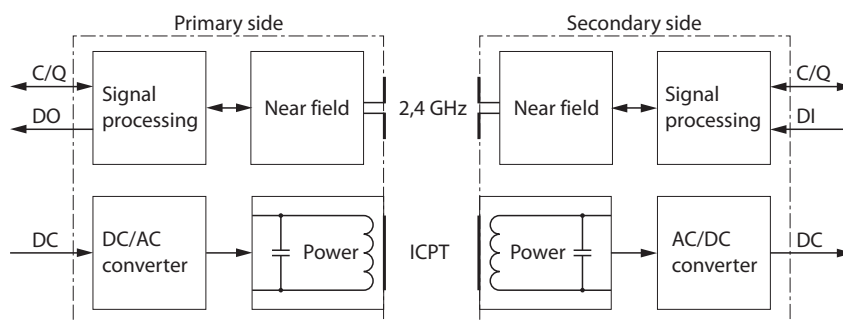 Primary side
Secondary side
C/Q
Signal
processing
Near field
2,4 GHz
Near field
Signal
processing
C/Q
DO
DI
DC
DC/AC
converter
Power
ICPT
Power
AC/DC
converter
DC